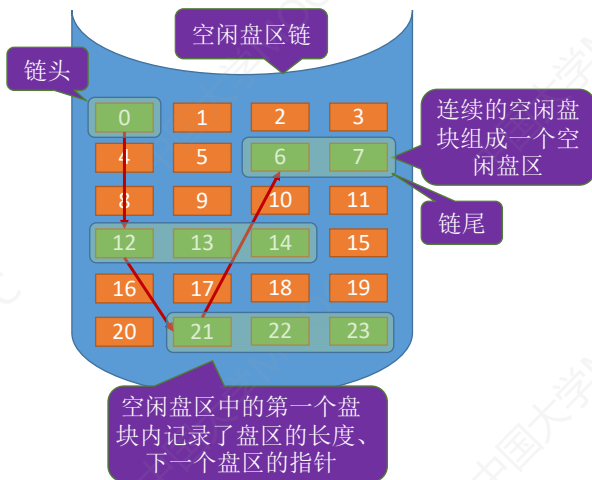 空闲盘区链
链头
0 1 2 3
4 5 6 7
8 9 10 11
12 13 14 15
16 17 18 19
20 21 22 23
连续的空闲盘
块组成一个空
闲盘区
链尾
空闲盘区中的第一个盘
块内记录了盘区的长度、
下一个盘区的指针